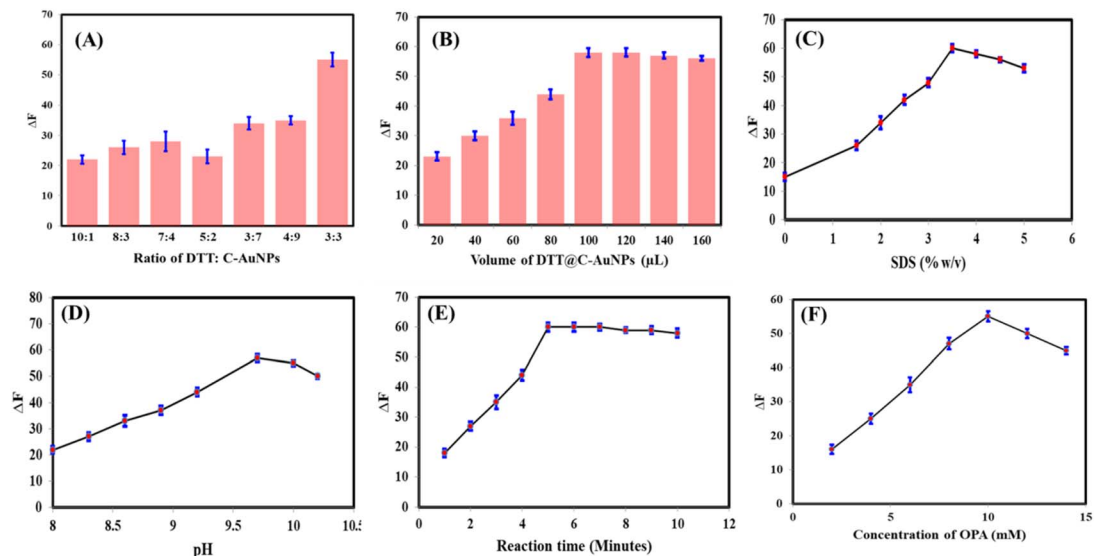 (A)
70
60
50
40
30
20
10
0
ΔF
10:1 8:3 7:4 5:2 3:7 4:9 3:3
Ratio of DTT: C-AuNPs
(B)
70
60
50
40
30
20
10
0
ΔF
20 40 60 80 100 120 140 160
Volume of DTT@C-AuNPs (µL)
(C)
70
60
50
40
30
20
10
0
ΔF
0 1 2 3 4 5 6
SDS (% w/v)
(D)
80
70
60
50
40
30
20
10
0
ΔF
8 8.5 9 9.5 10 10.5
pH
(E)
70
60
50
40
30
20
10
0
ΔF
0 2 4 6 8 10 12
Reaction time (Minutes)
(F)
60
50
40
30
20
10
0
ΔF
0 5 10 15
Concentration of OPA (mM)